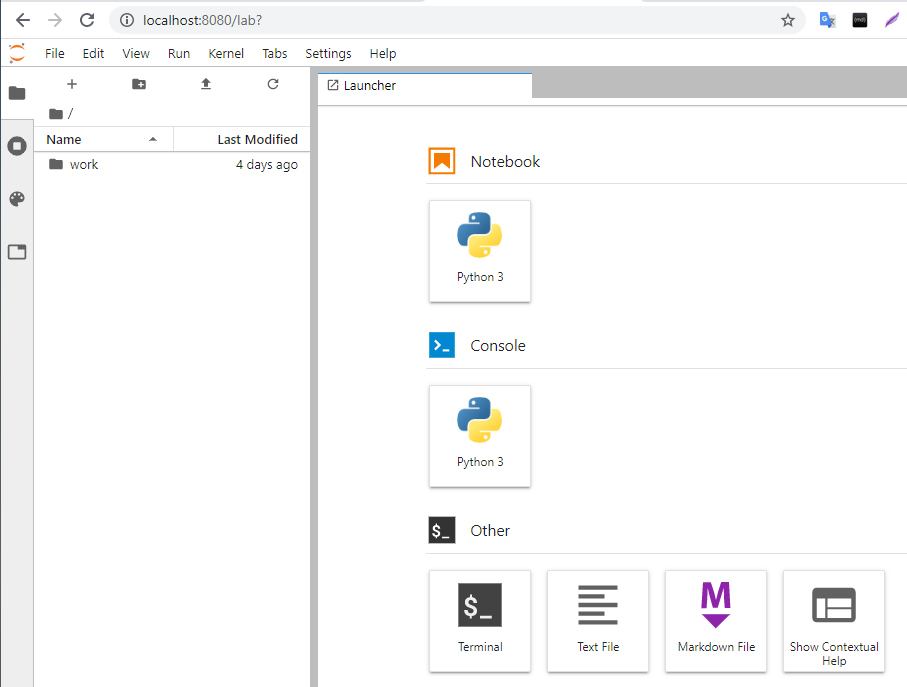 localhost:8080/lab?
File Edit View Run Kernel Tabs Settings Help
Launcher
/
Name Last Modified
work 4 days ago
Notebook
Python 3
Console
Python 3
$_ Other
$_
Terminal
Text File
M
Markdown File
Show Contextual
Help